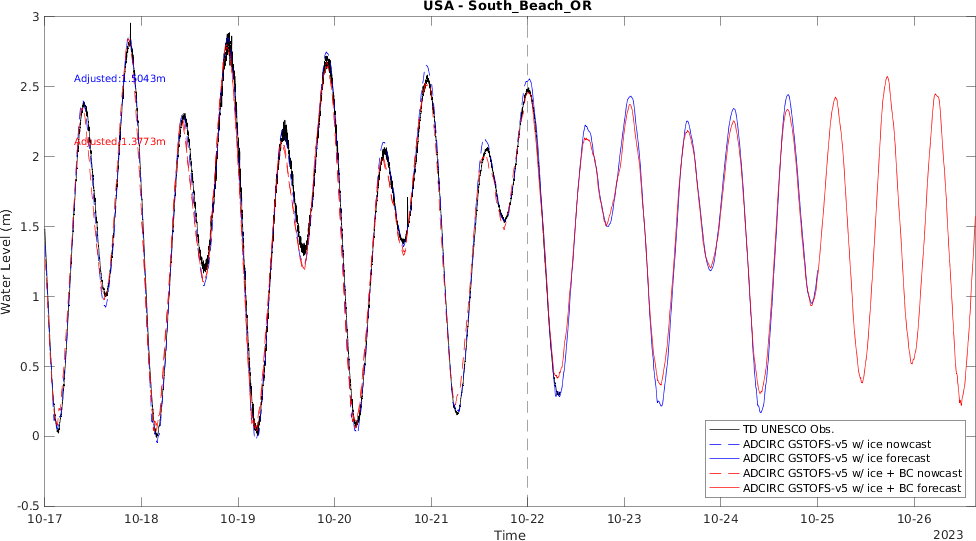 USA - South_Beach_OR
3
2.5
2
1.5
1
0.5
0
-0.5
Water Level (m)
Adjusted:1.5043m
Adjusted:1.3773m
TD UNESCO Obs.
ADCIRC GSTOFS-v5 w/ ice nowcast
ADCIRC GSTOFS-v5 w/ ice forecast
ADCIRC GSTOFS-v5 w/ ice + BC nowcast
ADCIRC GSTOFS-v5 w/ ice + BC forecast
10-17 10-18 10-19 10-20 10-21 10-22 10-23 10-24 10-25 10-26
Time
2023